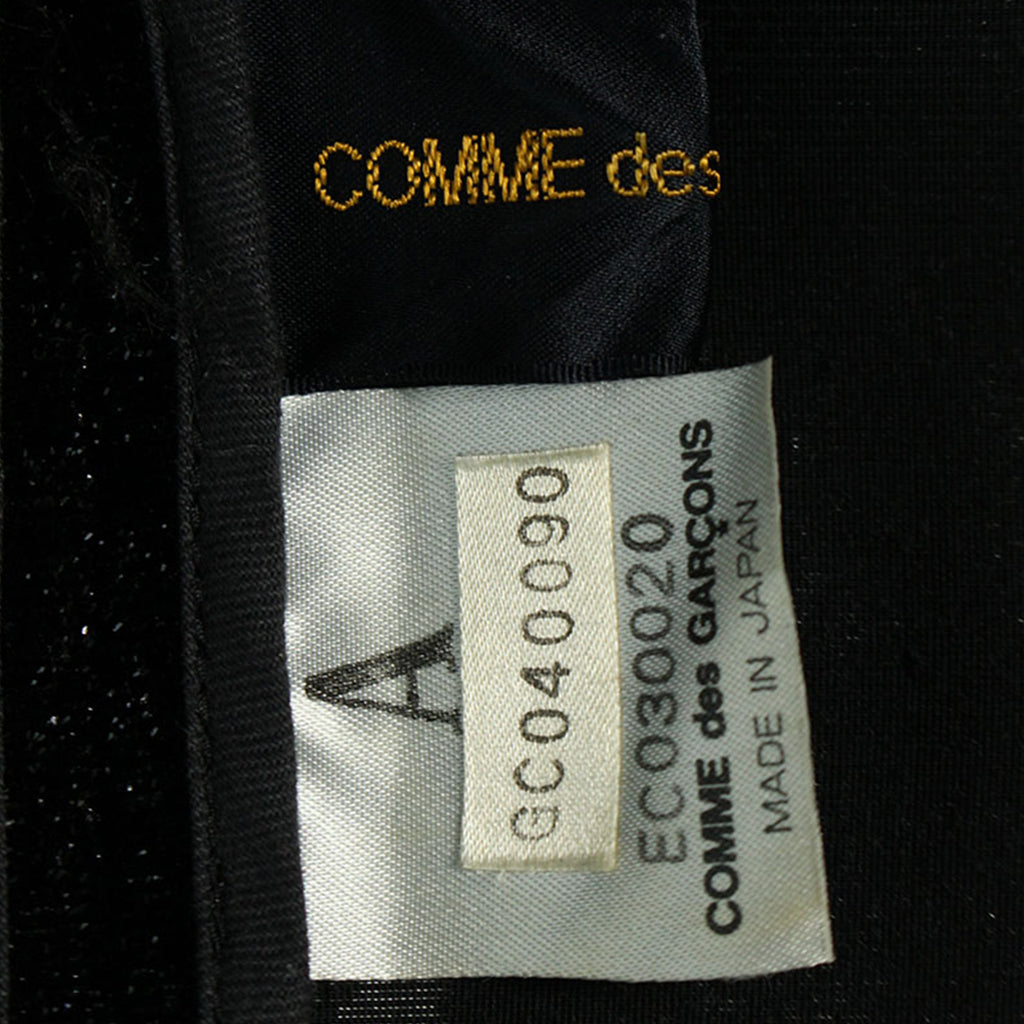 COMME des
A
GC040090
EC030020
COMME des GARÇONS
MADE IN JAPAN